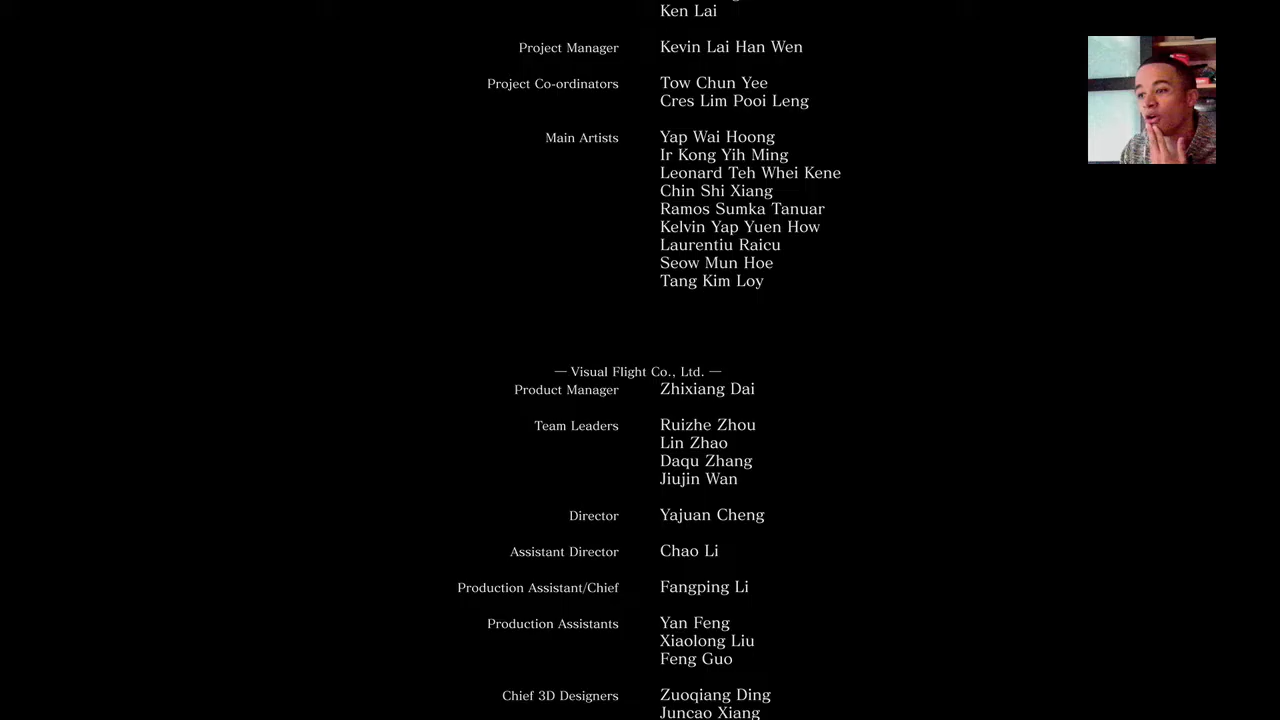 Ken Lai
Project Manager Kevin Lai Han Wen
Project Co-ordinators Tow Chun Yee
Cres Lim Pooi Leng
Main Artists Yap Wai Hoong
Ir Kong Yih Ming
Leonard Teh Whei Kene
Chin Shi Xiang
Ramos Sumka Tanuar
Kelvin Yap Yuen How
Laurentiu Raicu
Seow Mun Hoe
Tang Kim Loy
— Visual Flight Co., Ltd. —
Product Manager Zhixiang Dai
Team Leaders Ruizhe Zhou
Lin Zhao
Daqu Zhang
Jiujin Wan
Director Yajuan Cheng
Assistant Director Chao Li
Production Assistant/Chief Fangping Li
Production Assistants Yan Feng
Xiaolong Liu
Feng Guo
Chief 3D Designers Zuoqiang Ding
Juncao Xiang